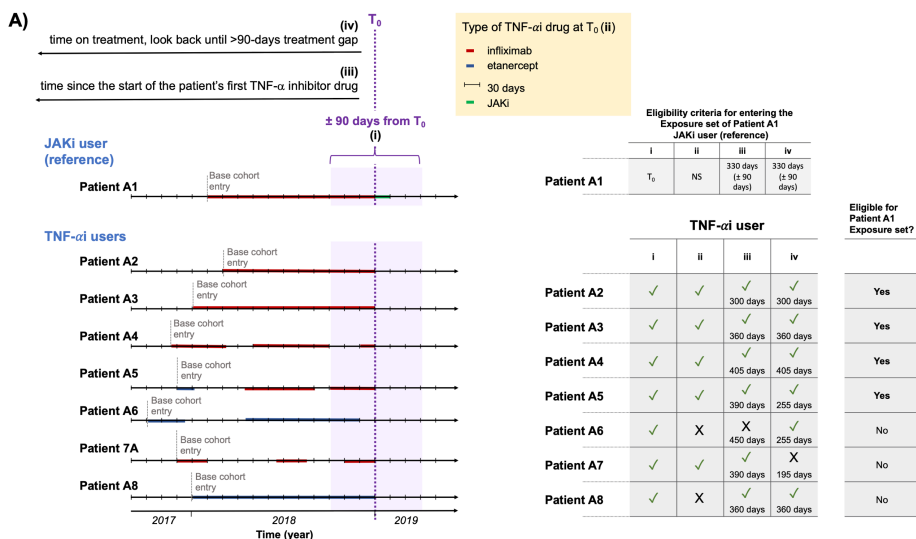 A)
(iv)
time on treatment, look back until >90-days treatment gap
(iii)
time since the start of the patient's first TNF-α inhibitor drug
T0
Type of TNF-αi drug at T0 (ii)
infliximab
etanercept
30 days
JAKi
± 90 days from T0
(i)
JAKi user
(reference)
Patient A1
Base cohort
entry
TNF-αi users
Patient A2
Base cohort
entry
Patient A3
Base cohort
entry
Patient A4
Base cohort
entry
Patient A5
Base cohort
entry
Patient A6
Base cohort
entry
Patient 7A
Base cohort
entry
Patient A8
Base cohort
entry
2017 2018 2019
Time (year)
Eligibility criteria for entering the
Exposure set of Patient A1
JAKi user (reference)
i ii iii iv
Patient A1 T0 NS 330 days (± 90 days) 330 days (± 90 days)
TNF-αi user
Eligible for
Patient A1
Exposure set?
i ii iii iv
Patient A2 ✓ ✓ ✓ 300 days ✓ 300 days Yes
Patient A3 ✓ ✓ ✓ 360 days ✓ 360 days Yes
Patient A4 ✓ ✓ ✓ 405 days ✓ 405 days Yes
Patient A5 ✓ ✓ ✓ 390 days ✓ 255 days Yes
Patient A6 ✓ X X 450 days ✓ 255 days No
Patient A7 ✓ ✓ ✓ 390 days X 195 days No
Patient A8 ✓ X ✓ 360 days ✓ 360 days No